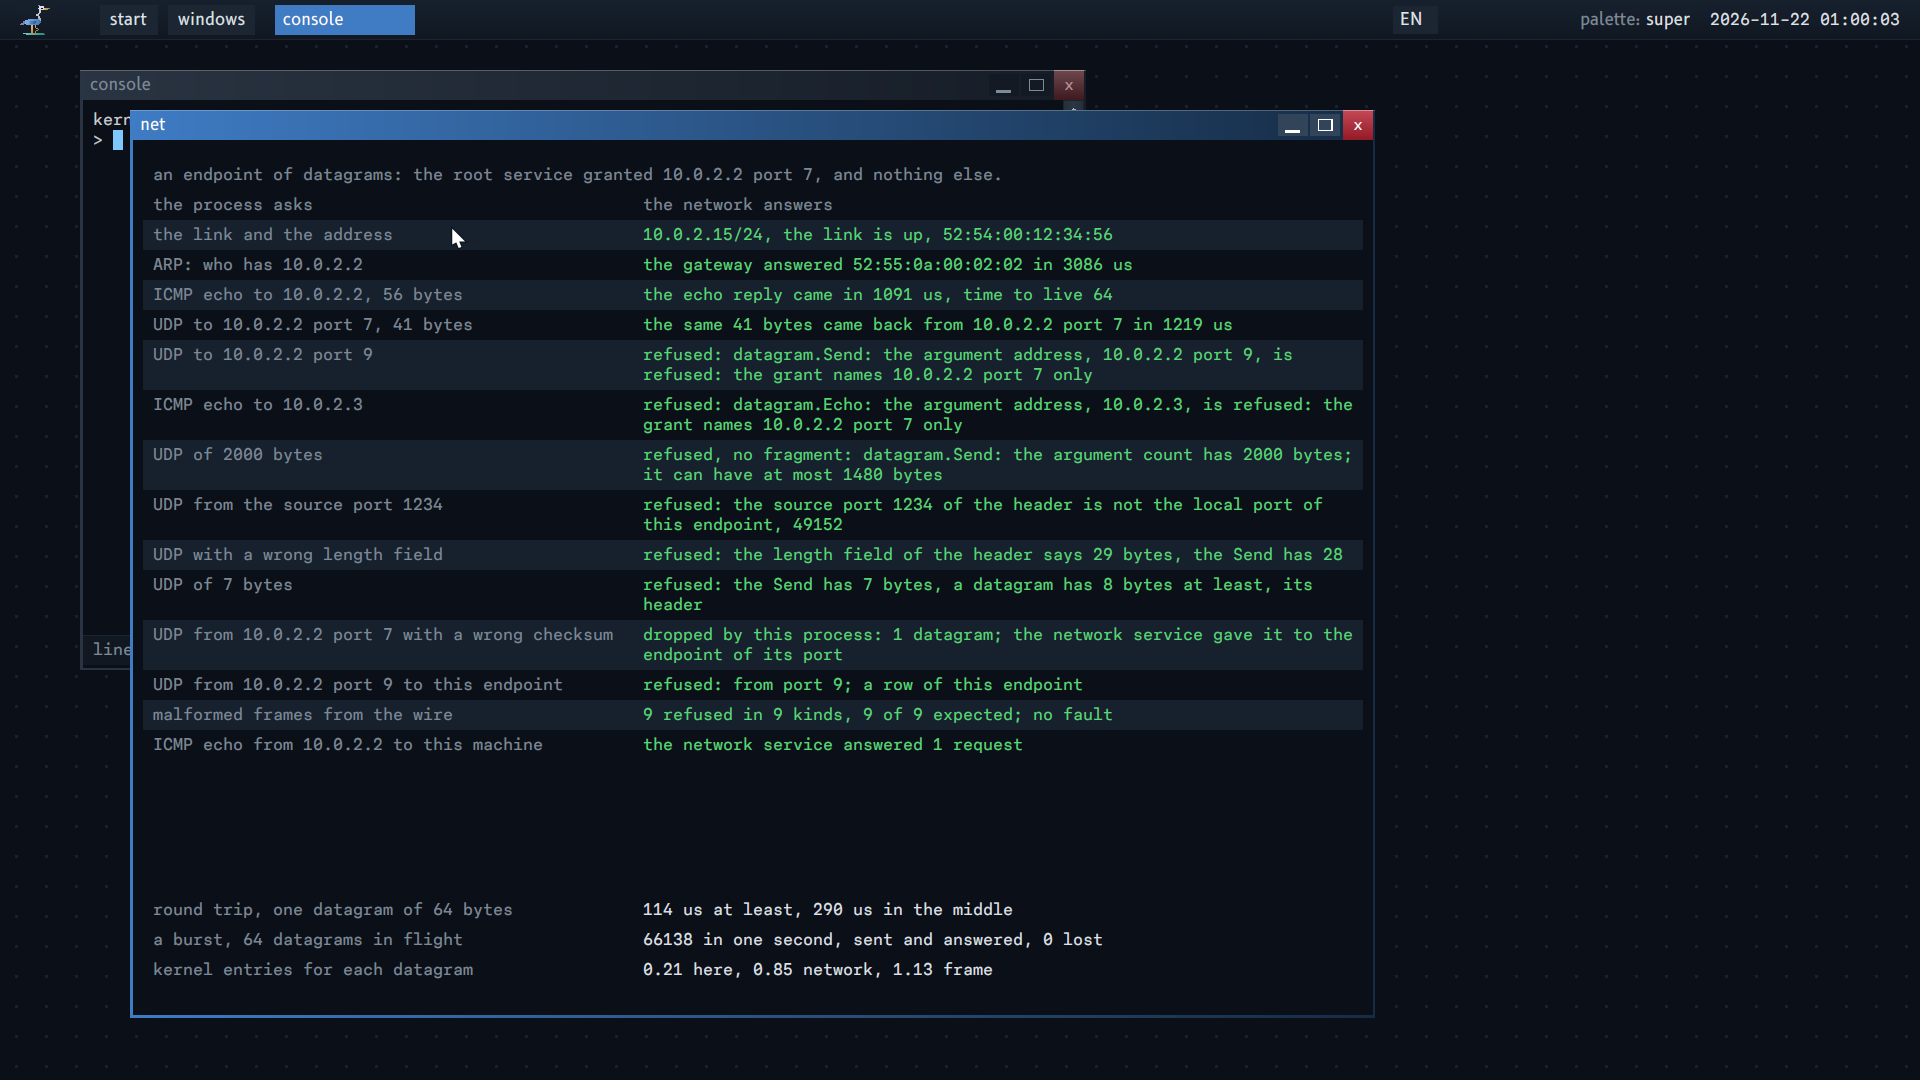 start windows console EN palette: super 2026-11-22 01:00:03
console x
kern
>
net x
an endpoint of datagrams: the root service granted 10.0.2.2 port 7, and nothing else.
the process asks the network answers
the link and the address 10.0.2.15/24, the link is up, 52:54:00:12:34:56
ARP: who has 10.0.2.2 the gateway answered 52:55:0a:00:02:02 in 3086 us
ICMP echo to 10.0.2.2, 56 bytes the echo reply came in 1091 us, time to live 64
UDP to 10.0.2.2 port 7, 41 bytes the same 41 bytes came back from 10.0.2.2 port 7 in 1219 us
UDP to 10.0.2.2 port 9 refused: datagram.Send: the argument address, 10.0.2.2 port 9, is
refused: the grant names 10.0.2.2 port 7 only
ICMP echo to 10.0.2.3 refused: datagram.Echo: the argument address, 10.0.2.3, is refused: the
grant names 10.0.2.2 port 7 only
UDP of 2000 bytes refused, no fragment: datagram.Send: the argument count has 2000 bytes;
it can have at most 1480 bytes
UDP from the source port 1234 refused: the source port 1234 of the header is not the local port of
this endpoint, 49152
UDP with a wrong length field refused: the length field of the header says 29 bytes, the Send has 28
UDP of 7 bytes refused: the Send has 7 bytes, a datagram has 8 bytes at least, its
header
UDP from 10.0.2.2 port 7 with a wrong checksum dropped by this process: 1 datagram; the network service gave it to the
line endpoint of its port
UDP from 10.0.2.2 port 9 to this endpoint refused: from port 9; a row of this endpoint
malformed frames from the wire 9 refused in 9 kinds, 9 of 9 expected; no fault
ICMP echo from 10.0.2.2 to this machine the network service answered 1 request
round trip, one datagram of 64 bytes 114 us at least, 290 us in the middle
a burst, 64 datagrams in flight 66138 in one second, sent and answered, 0 lost
kernel entries for each datagram 0.21 here, 0.85 network, 1.13 frame